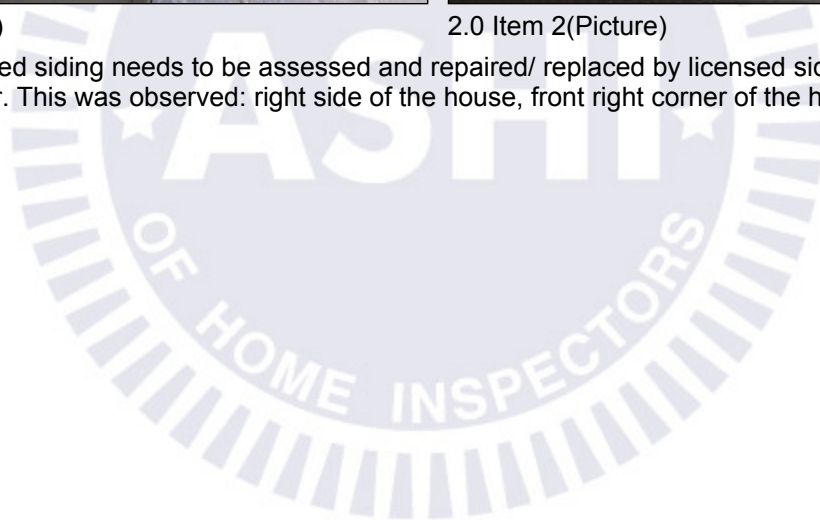 )
2.0 Item 2(Picture)
ed siding needs to be assessed and repaired/ replaced by licensed
. This was observed: right side of the house, front right corner of the
ASHI
OF HOME INSPECTORS